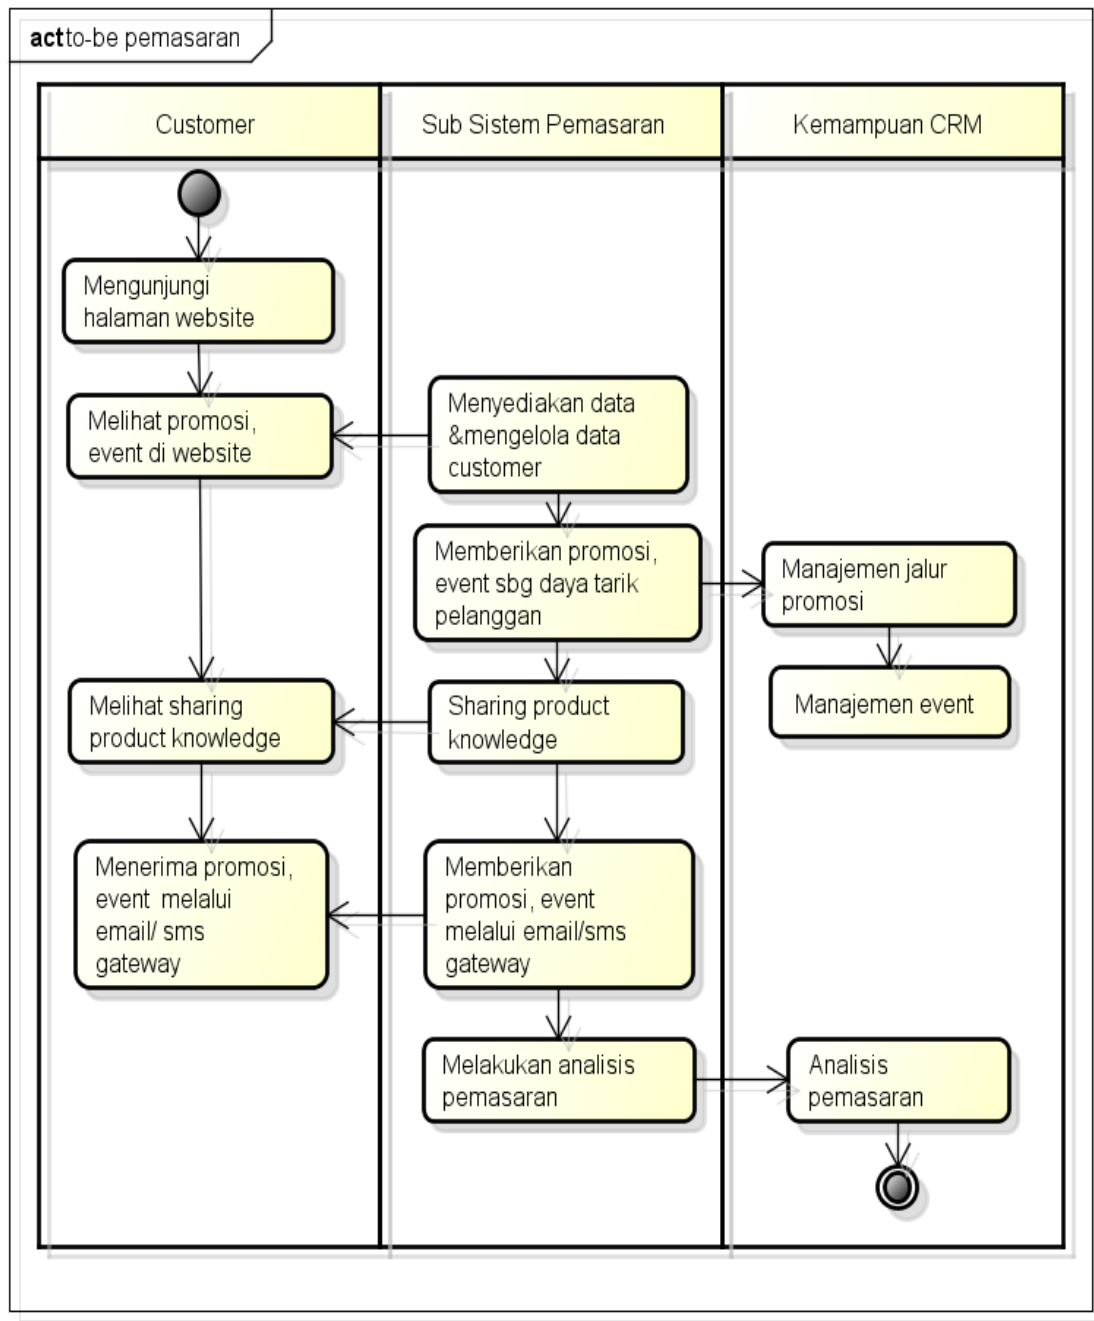 act to-be pemasaran
Customer
Sub Sistem Pemasaran
Kemampuan CRM
Mengunjungi
halaman website
Melihat promosi,
event di website
Menyediakan data
&mengelola data
customer
Memberikan promosi,
event sbg daya tarik
pelanggan
Manajemen jalur
promosi
Manajemen event
Melihat sharing
product knowledge
Sharing product
knowledge
Menerima promosi,
event melalui
email/ sms
gateway
Memberikan
promosi, event
melalui email/sms
gateway
Melakukan analisis
pemasaran
Analisis
pemasaran